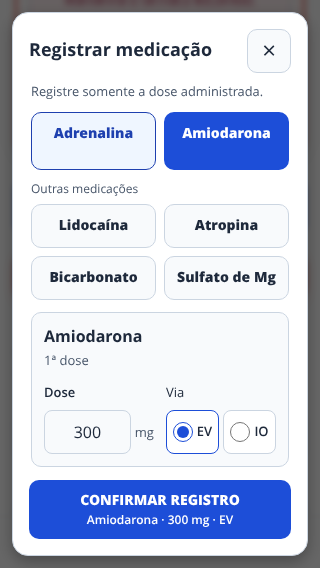 Registrar medicação
Registre somente a dose administrada.
Adrenalina
Amiodarona
Outras medicações
Lidocaína
Atropina
Bicarbonato
Sulfato de Mg
Amiodarona
1ª dose
Dose
Via
300 mg
EV
IO
CONFIRMAR REGISTRO
Amiodarona · 300 mg · EV